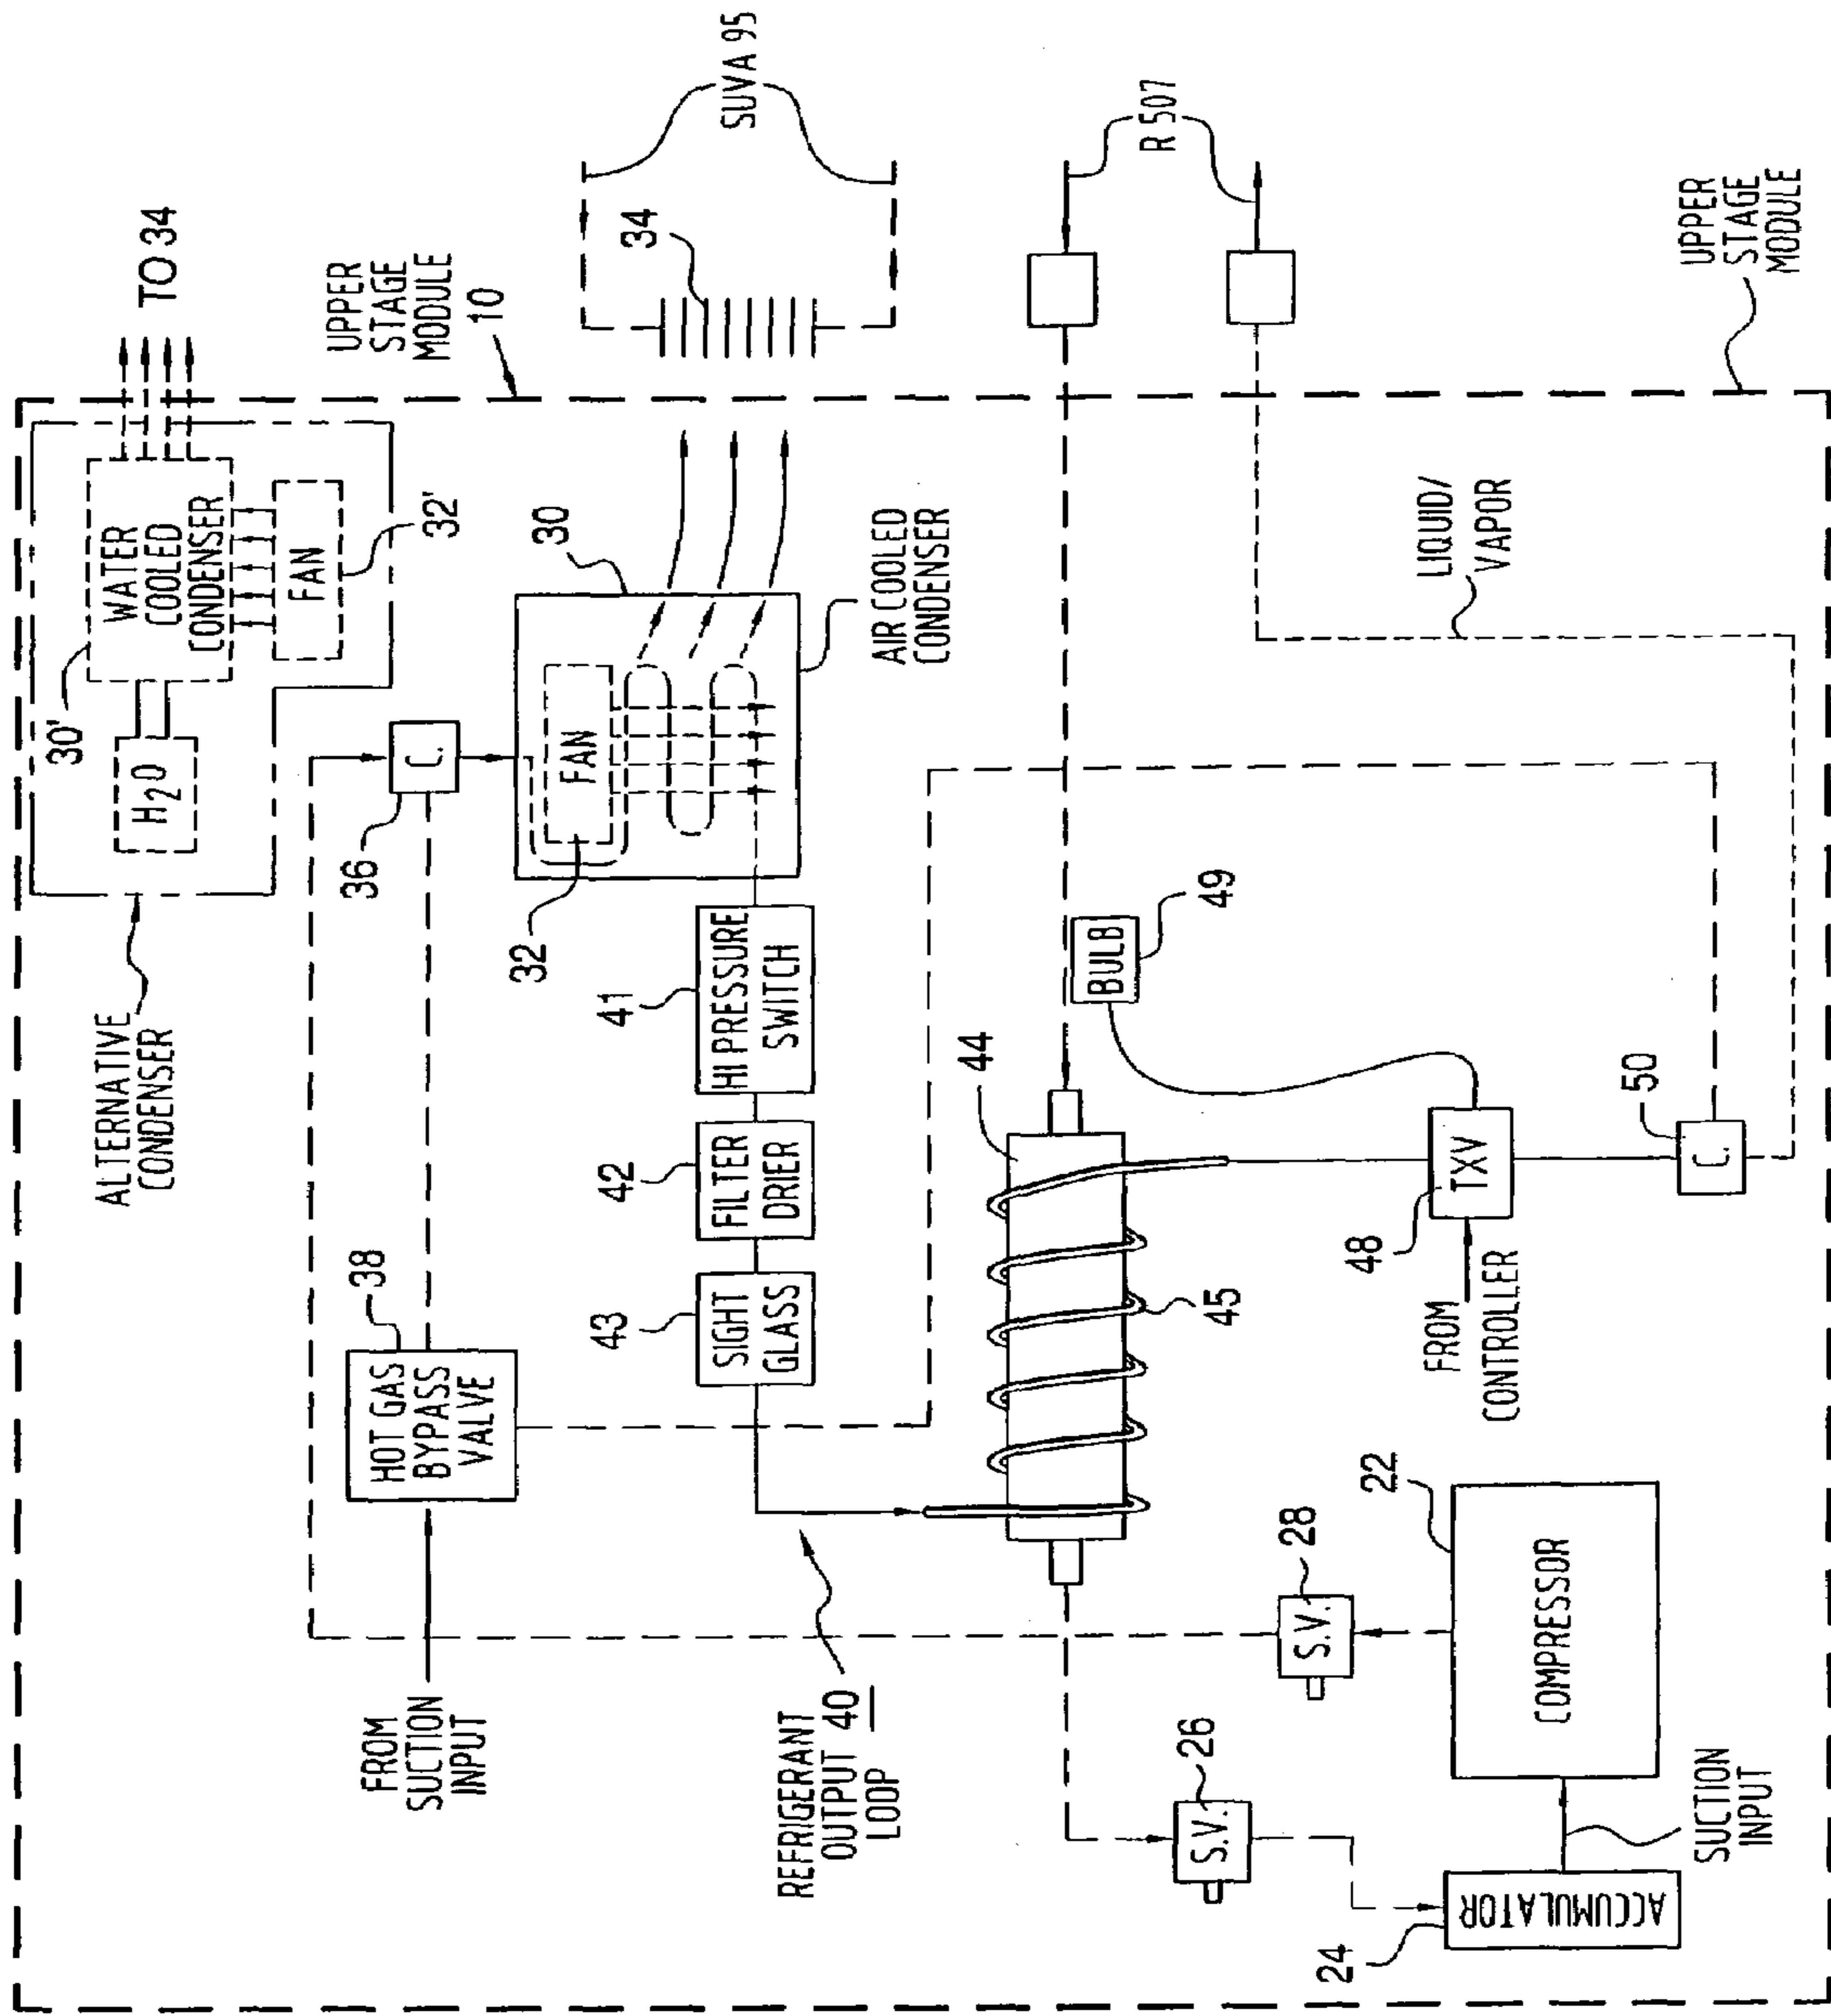 ALTERNATIVE
CONDENSER
H2O
30'
WATER
COOLED
CONDENSER
FAN
32'
TO 34
UPPER
STAGE
MODULE
10
FROM
SUCTION
INPUT
HOT GAS
BYPASS
VALVE
38
36
C.
FAN
32
30
AIR COOLED
CONDENSER
34
SUVA 95
43
SIGHT
GLASS
42
FILTER
DRIER
41
HI PRESSURE
SWITCH
REFRIGERANT
OUTPUT 40
LOOP
44
45
BULB
49
R 507
26
S.V.
28
S.V.
24
ACCUMULATOR
22
COMPRESSOR
SUCTION
INPUT
FROM
CONTROLLER
48
TXV
50
C.
LIQUID/
VAPOR
UPPER
STAGE
MODULE